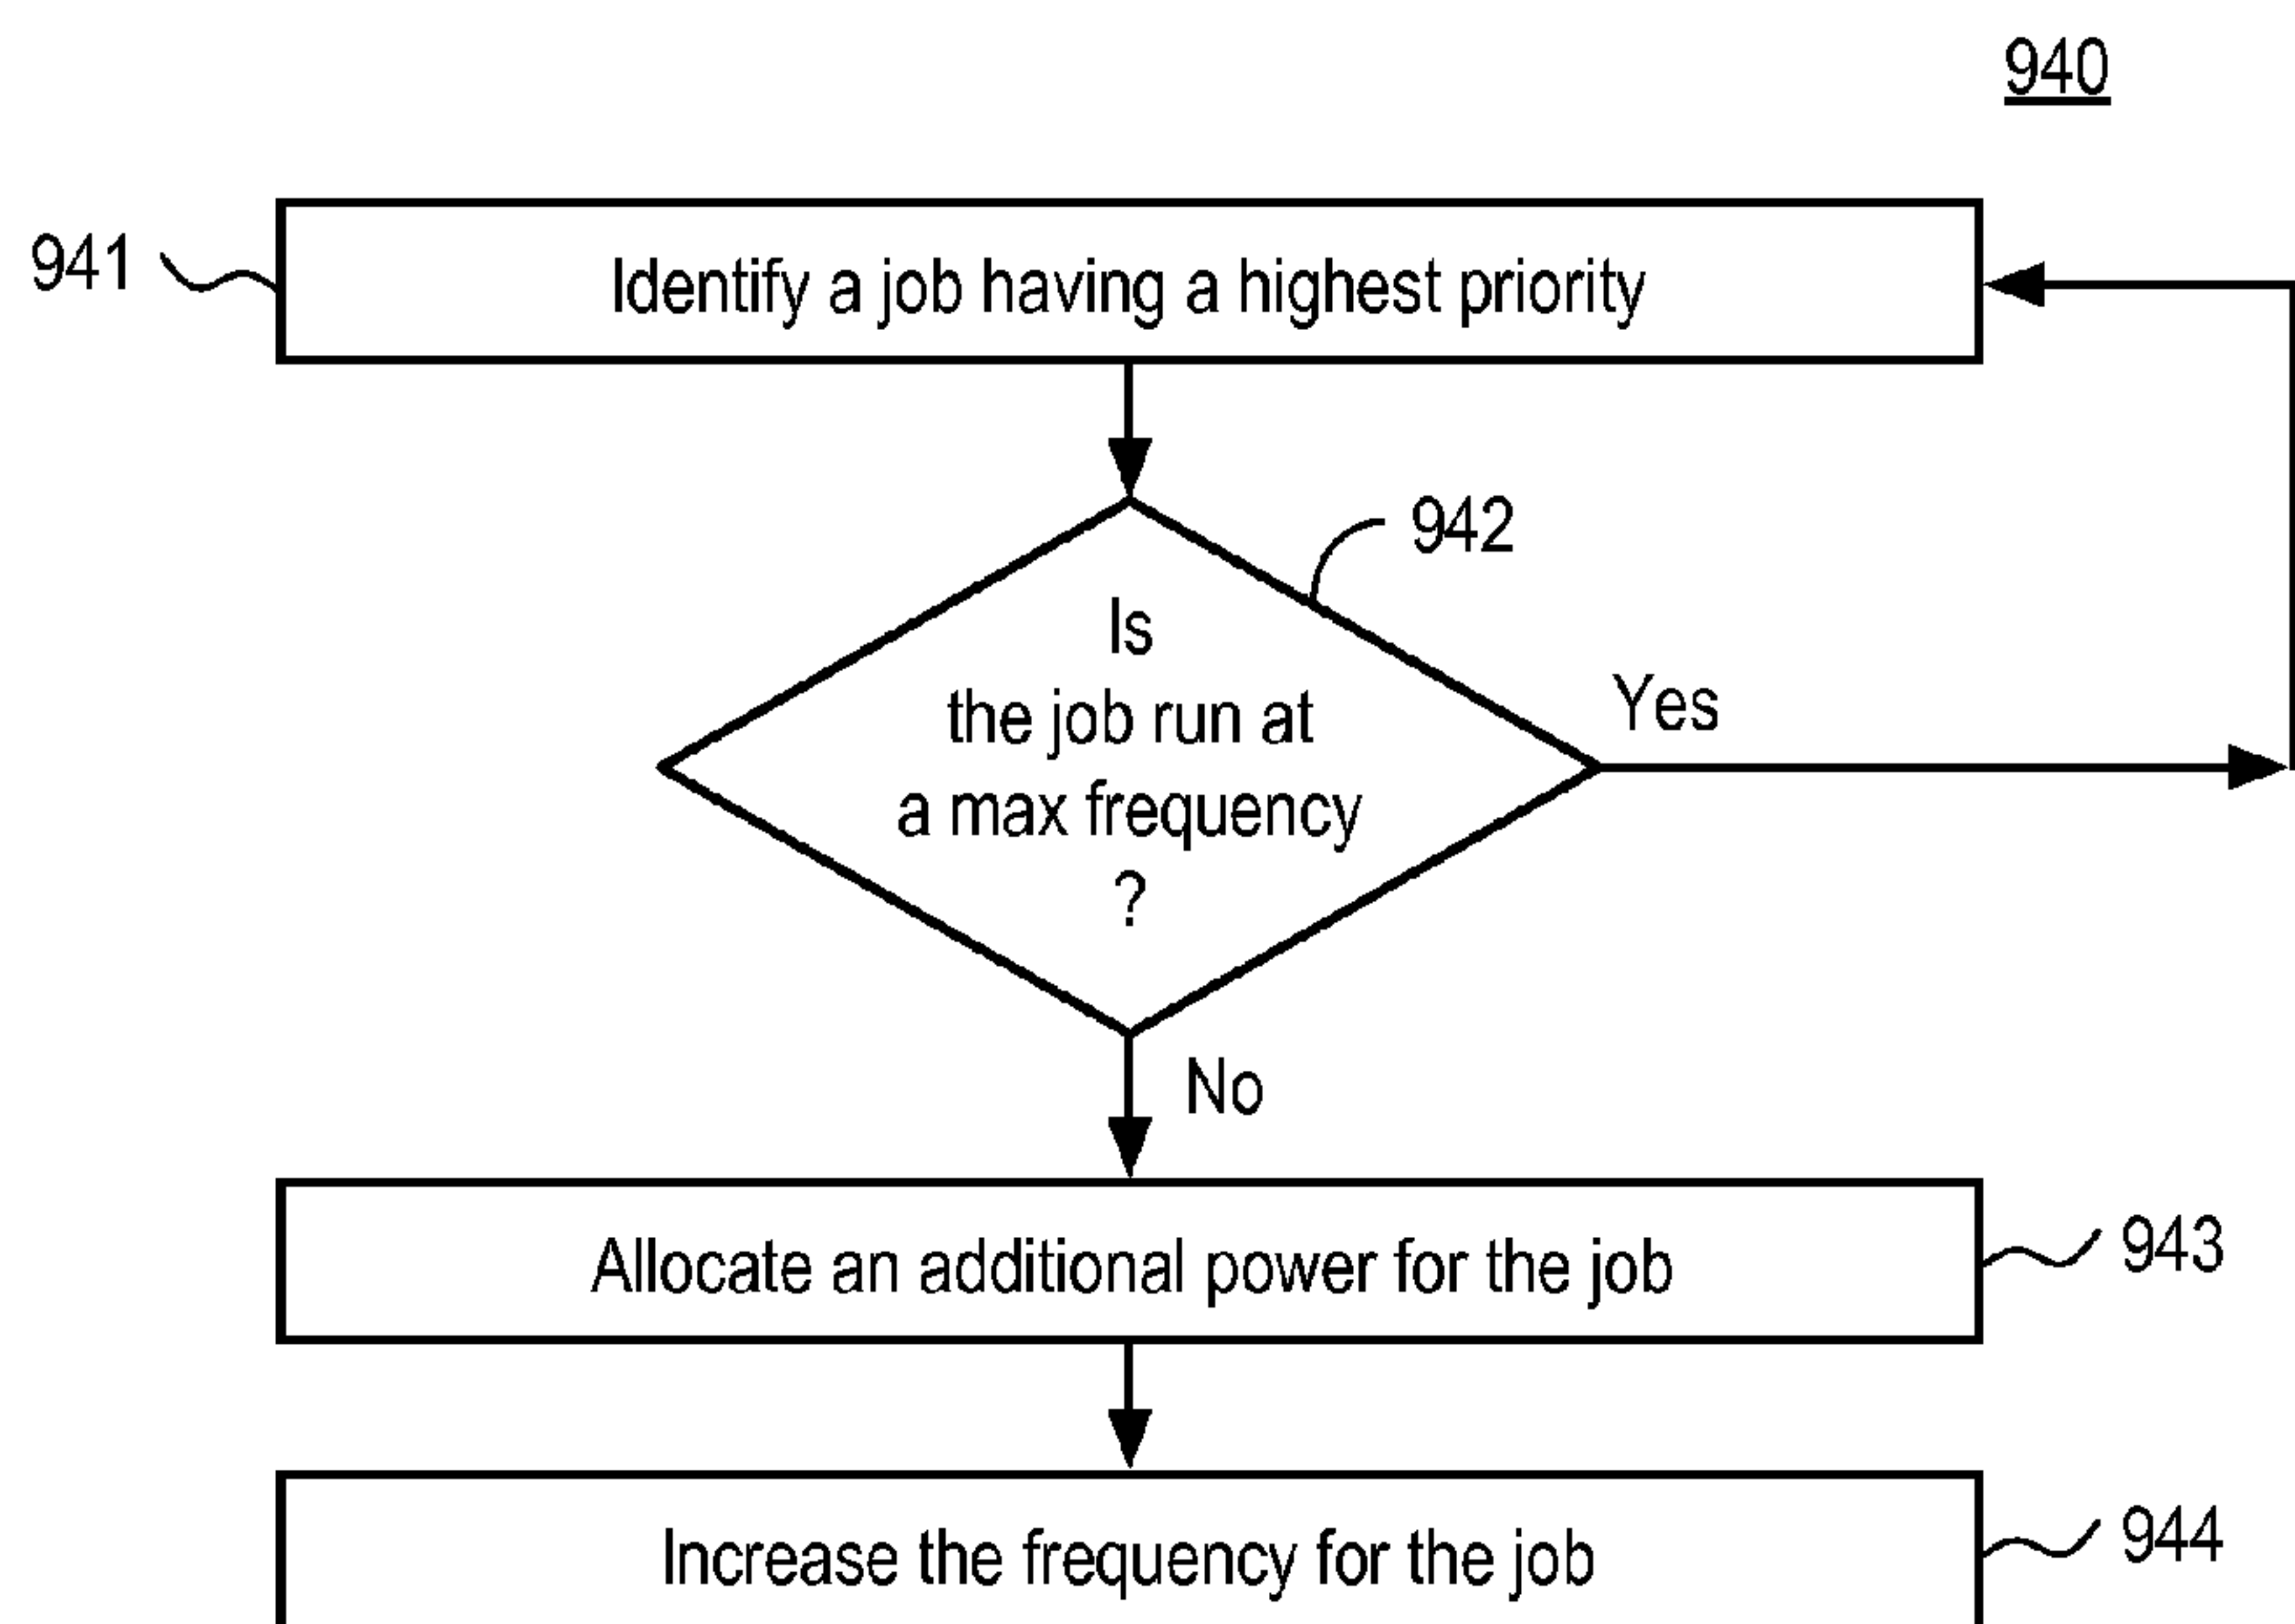 940
941
Identify a job having a highest priority
942
Is
the job run at
a max frequency
?
Yes
No
Allocate an additional power for the job
943
Increase the frequency for the job
944